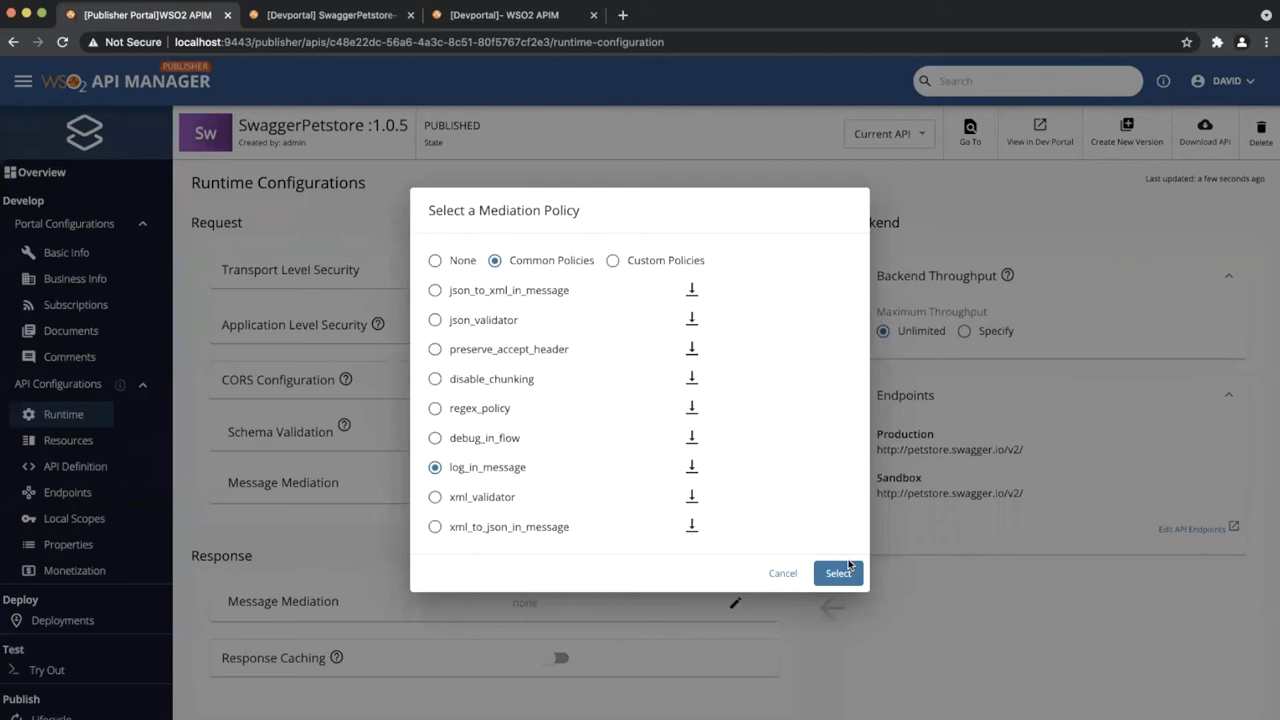 [Publisher Portal]WSO2 APIM
[Devportal] SwaggerPetstore-
[Devportal]- WSO2 APIM
Not Secure
localhost:9443/publisher/apis/c48e22dc-56a6-4a3c-8c51-80f5767cf2e3/runtime-configuration
PUBLISHER
WSO2 API MANAGER
Search
DAVID
Sw
SwaggerPetstore :1.0.5
Created by: admin
PUBLISHED
State
Current API
Go To
View in Dev Portal
Create New Version
Download API
Delete
Overview
Develop
Portal Configurations
Basic Info
Business Info
Subscriptions
Documents
Comments
API Configurations
Runtime
Resources
API Definition
Endpoints
Local Scopes
Properties
Monetization
Deploy
Deployments
Test
Try Out
Publish
Lifecycle
Runtime Configurations
Last updated: a few seconds ago
Request
Transport Level Security
Application Level Security
CORS Configuration
Schema Validation
Message Mediation
Response
Message Mediation
none
Response Caching
Select a Mediation Policy
None
Common Policies
Custom Policies
json_to_xml_in_message
json_validator
preserve_accept_header
disable_chunking
regex_policy
debug_in_flow
log_in_message
xml_validator
xml_to_json_in_message
Cancel
Select
kend
Backend Throughput
Maximum Throughput
Unlimited
Specify
Endpoints
Production
http://petstore.swagger.io/v2/
Sandbox
http://petstore.swagger.io/v2/
Edit API Endpoints